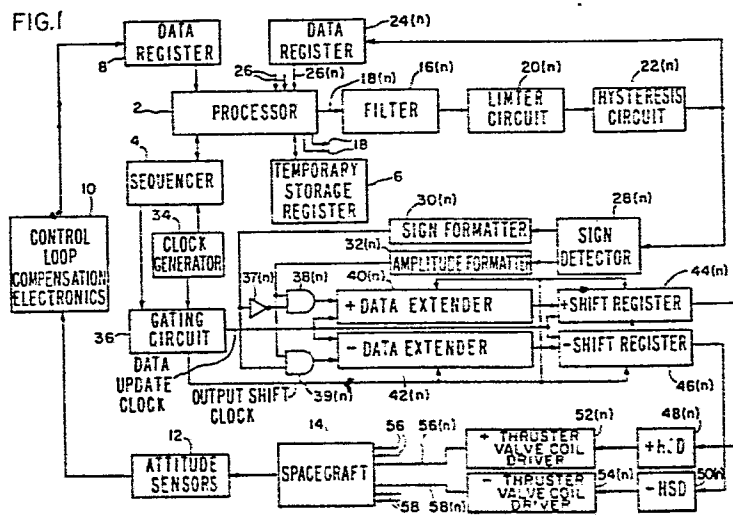 FIG.1
DATA
REGISTER
8
24(n)
DATA
REGISTER
26
26(n)
2
PROCESSOR
18(n)
18
16(n)
FILTER
20(n)
LIMTER
CIRCUIT
22(n)
HYSTERESIS
CIRCUIT
4
SEQUENCER
TEMPORARY
STORAGE
REGISTER
6
10
CONTROL
LOOP
COMPENSATION
ELECTRONICS
34
CLOCK
GENERATOR
30(n)
SIGN FORMATTER
28(n)
SIGN
DETECTOR
32(n)
AMPLITUDE FORMATTER
37(n)
38(n)
40(n)
+ DATA EXTENDER
44(n)
+SHIFT REGISTER
36
GATING
CIRCUIT
- DATA EXTENDER
- SHIFT REGISTER
DATA
UPDATE
CLOCK
OUTPUT SHIFT
CLOCK
39(n)
42(n)
46(n)
12
ATTITUDE
SENSORS
14
SPACEGRAFT
56
56(n)
58
58(n)
52(n)
+ THRUSTER
VALVE COIL
DRIVER
48(n)
54(n)
- THRUSTER
VALVE COIL
DRIVER
50(n)
-HSD